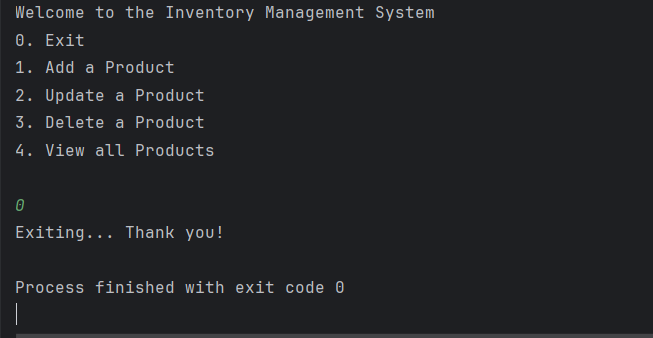 Welcome to the Inventory Management System
0. Exit
1. Add a Product
2. Update a Product
3. Delete a Product
4. View all Products
0
Exiting... Thank you!
Process finished with exit code 0